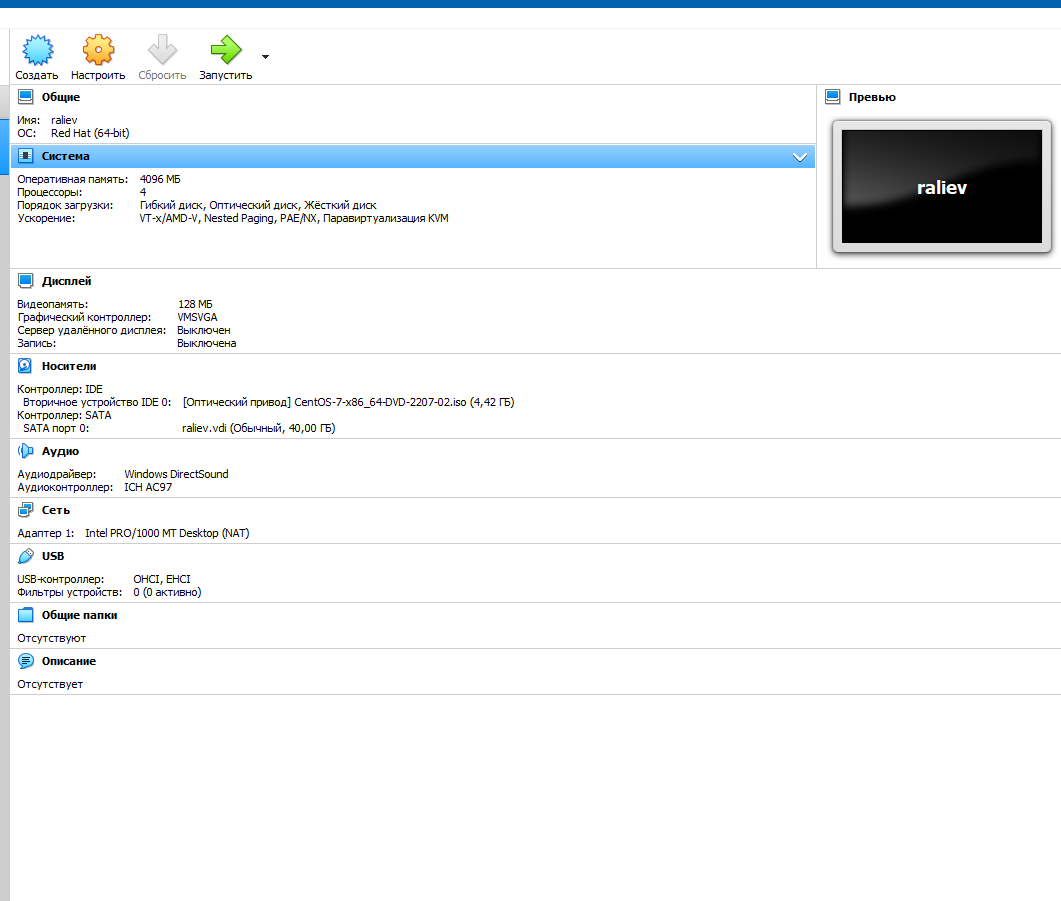 Создать Настроить Сбросить Запустить
Общие
Имя: raliev
ОС: Red Hat (64-bit)
Превью
raliev
Система
Оперативная память: 4096 МБ
Процессоры: 4
Порядок загрузки: Гибкий диск, Оптический диск, Жёсткий диск
Ускорение: VT-x/AMD-V, Nested Paging, PAE/NX, Паравиртуализация KVM
Дисплей
Видеопамять: 128 МБ
Графический контроллер: VMSVGA
Сервер удалённого дисплея: Выключен
Запись: Выключена
Носители
Контроллер: IDE
Вторичное устройство IDE 0: [Оптический привод] CentOS-7-x86_64-DVD-2207-02.iso (4,42 ГБ)
Контроллер: SATA
SATA порт 0: raliev.vdi (Обычный, 40,00 ГБ)
Аудио
Аудиодрайвер: Windows DirectSound
Аудиоконтроллер: ICH AC97
Сеть
Адаптер 1: Intel PRO/1000 MT Desktop (NAT)
USB
USB-контроллер: OHCI, EHCI
Фильтры устройств: 0 (0 активно)
Общие папки
Отсутствуют
Описание
Отсутствует